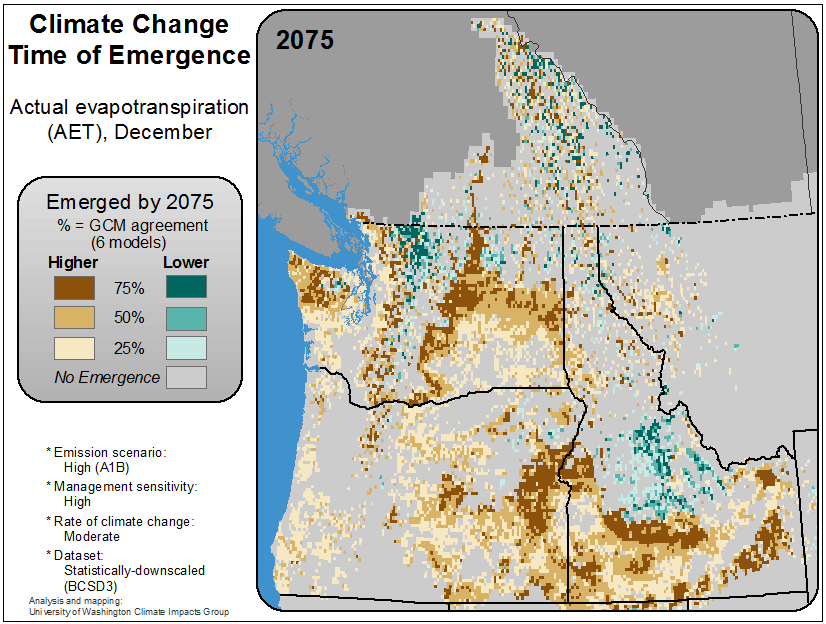 Climate Change
Time of Emergence
Actual evapotranspiration
(AET), December
Emerged by 2075
% = GCM agreement
(6 models)
Higher Lower
75%
50%
25%
No Emergence
* Emission scenario:
High (A1B)
* Management sensitivity:
High
* Rate of climate change:
Moderate
* Dataset:
Statistically-downscaled
(BCSD3)
Analysis and mapping:
University of Washington Climate Impacts Group
2075